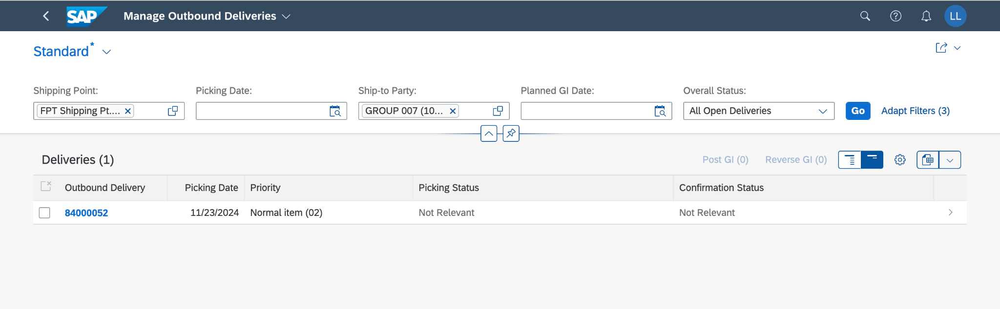 SAP Manage Outbound Deliveries LL
Standard*
Shipping Point: Picking Date: Ship-to Party: Planned GI Date: Overall Status:
FPT Shipping Pt.... GROUP 007 (10... All Open Deliveries Go Adapt Filters (3)
Deliveries (1) Post GI (0) Reverse GI (0)
Outbound Delivery Picking Date Priority Picking Status Confirmation Status
84000052 11/23/2024 Normal item (02) Not Relevant Not Relevant